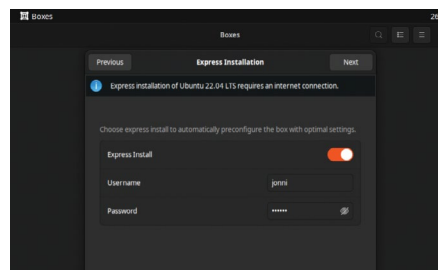 Boxes
26
Boxes
Previous
Express Installation
Next
Express installation of Ubuntu 22.04 LTS requires an internet connection.
Choose express install to automatically preconfigure the box with optimal settings.
Express Install
Username
jonni
Password
••••••